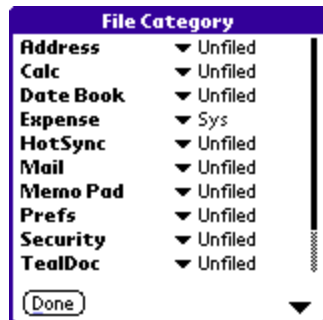 File Category
Address Unfiled
Calc Unfiled
Date Book Unfiled
Expense Sys
HotSync Unfiled
Mail Unfiled
Memo Pad Unfiled
Prefs Unfiled
Security Unfiled
TealDoc Unfiled
Done